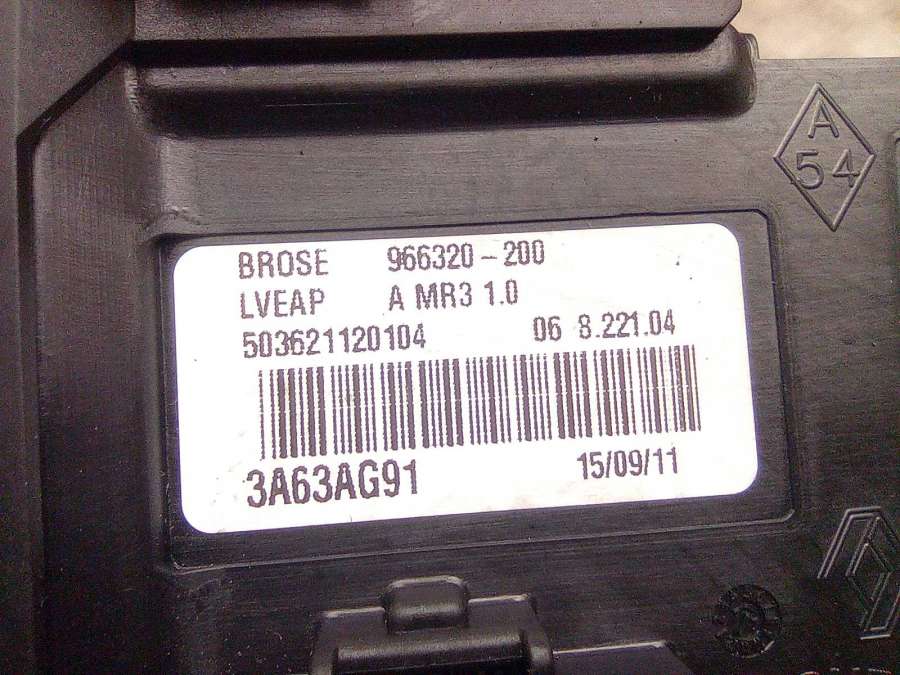 A
54
BROSE 966320-200
LVEAP A MR3 1.0
503621120104 06 8.221.04
3A63AG91 15/09/11